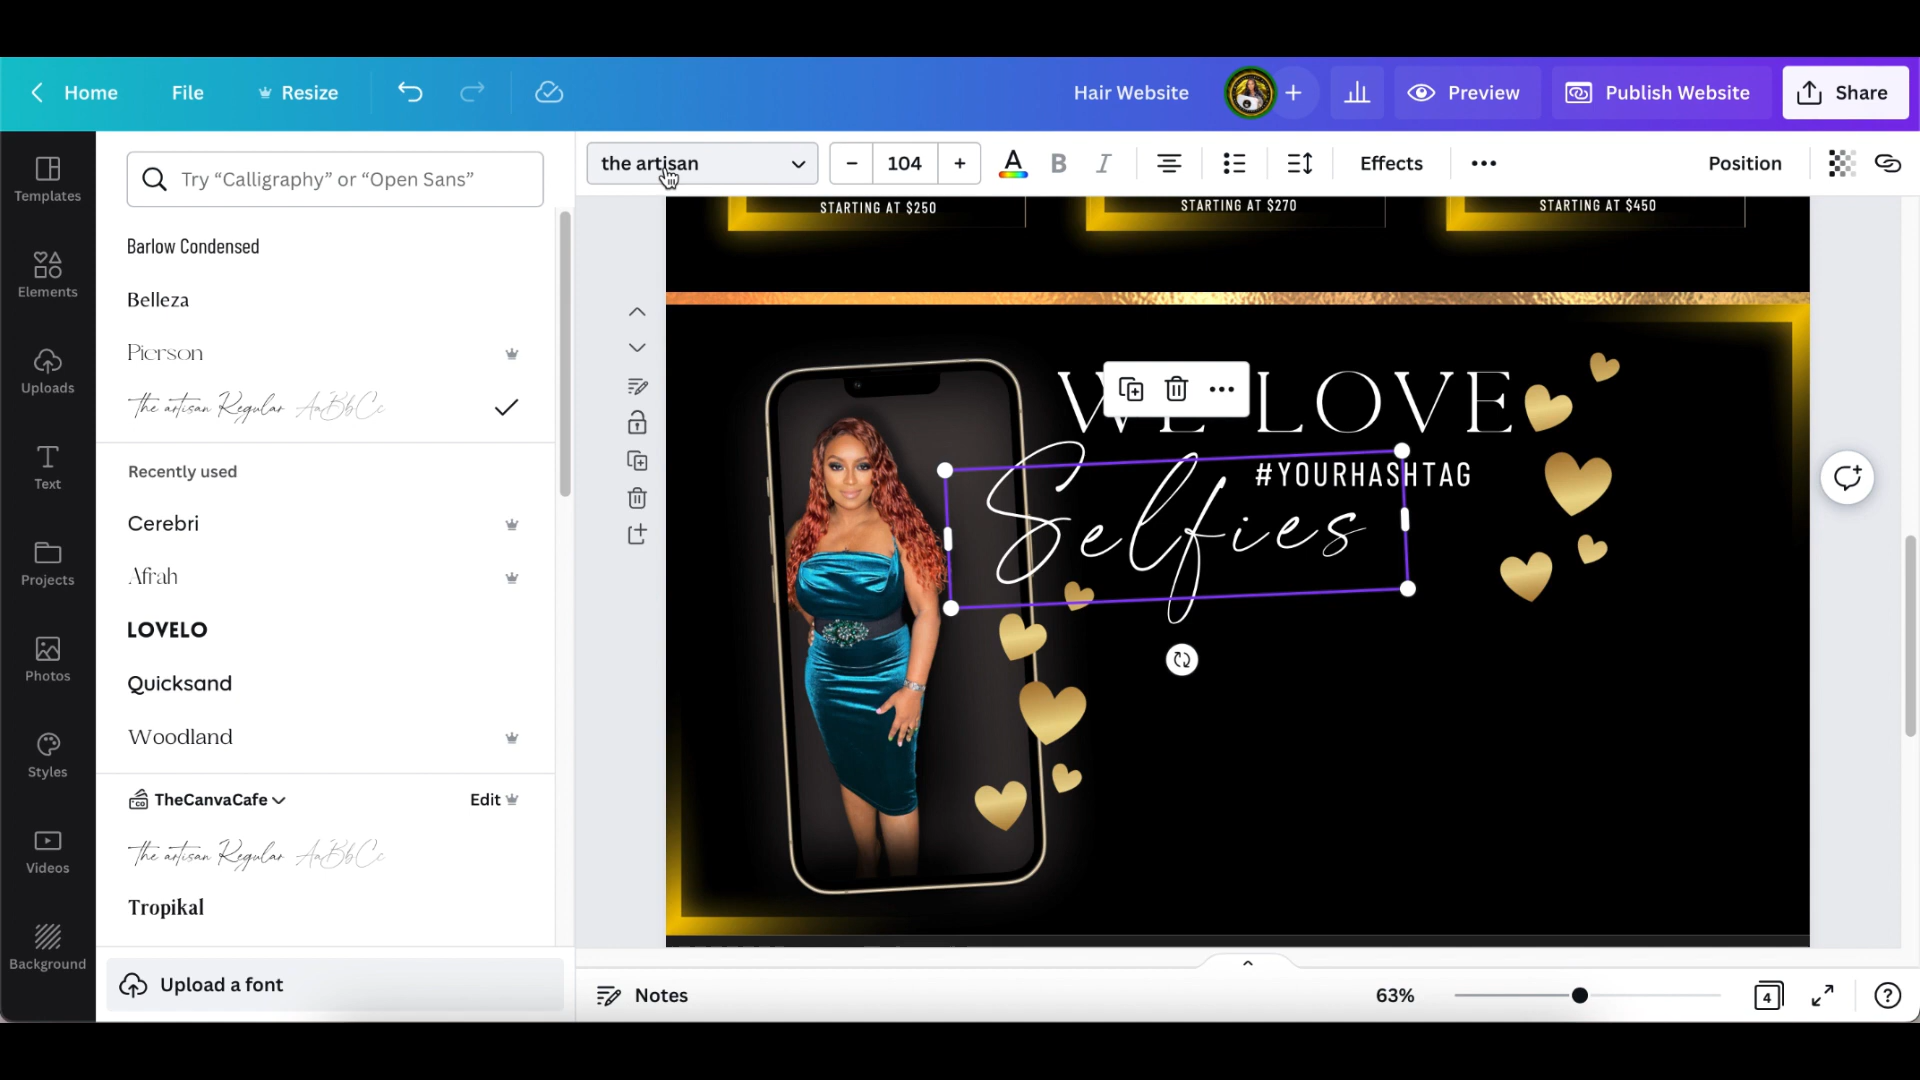 Home File Resize Hair Website + Preview Publish Website Share
Templates
Elements
Uploads
Text
Projects
Photos
Styles
Videos
Background
Try “Calligraphy” or “Open Sans”
Barlow Condensed
Belleza
Pierson
The artisan Regular AaBbCc
Recently used
Cerebri
Afrah
LOVELO
Quicksand
Woodland
TheCanvaCafe Edit
The artisan Regular AaBbCc
Tropikal
Upload a font
the artisan − 104 + A B I Effects ... Position
STARTING AT $250 STARTING AT $270 STARTING AT $450
WE LOVE
#YOURHASHTAG
Selfies
Notes 63% 4 ?